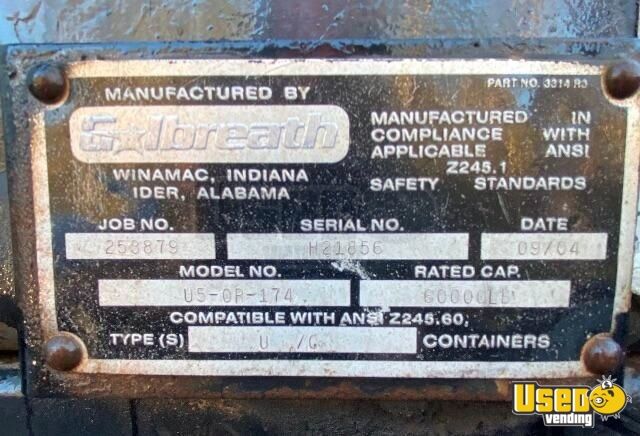 PART NO. 3314 R3
MANUFACTURED BY
Galbreath
WINAMAC, INDIANA
IDER, ALABAMA
MANUFACTURED IN
COMPLIANCE WITH
APPLICABLE ANSI
Z245.1
SAFETY STANDARDS
JOB NO. SERIAL NO. DATE
253879 H21856 09/04
MODEL NO. RATED CAP.
U5-OR-174 60000LB
COMPATIBLE WITH ANSI Z245.60,
TYPE (S) U /G CONTAINERS
Used
vending